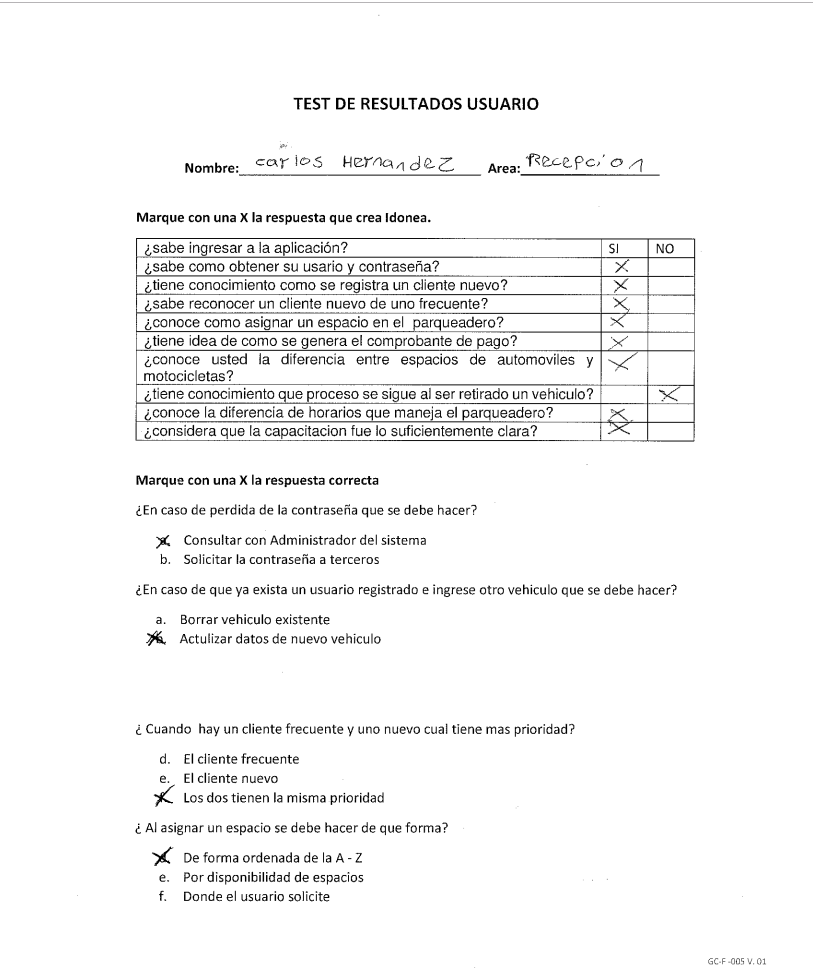 TEST DE RESULTADOS USUARIO
Nombre: carlos Hernandez Area: Recepcion
Marque con una X la respuesta que crea Idonea.
¿sabe ingresar a la aplicación? SI NO
¿sabe como obtener su usario y contraseña? X
¿tiene conocimiento como se registra un cliente nuevo? X
¿sabe reconocer un cliente nuevo de uno frecuente? X
¿conoce como asignar un espacio en el parqueadero? X
¿tiene idea de como se genera el comprobante de pago? X
¿conoce usted la diferencia entre espacios de automoviles y X
motocicletas?
¿tiene conocimiento que proceso se sigue al ser retirado un vehiculo? X
¿conoce la diferencia de horarios que maneja el parqueadero? X
¿considera que la capacitacion fue lo suficientemente clara? X
Marque con una X la respuesta correcta
¿En caso de perdida de la contraseña que se debe hacer?
X Consultar con Administrador del sistema
b. Solicitar la contraseña a terceros
¿En caso de que ya exista un usuario registrado e ingrese otro vehiculo que se debe hacer?
a. Borrar vehiculo existente
X Actulizar datos de nuevo vehiculo
¿ Cuando hay un cliente frecuente y uno nuevo cual tiene mas prioridad?
d. El cliente frecuente
e. El cliente nuevo
X Los dos tienen la misma prioridad
¿ Al asignar un espacio se debe hacer de que forma?
X De forma ordenada de la A - Z
e. Por disponibilidad de espacios
f. Donde el usuario solicite
GC-F -005 V. 01